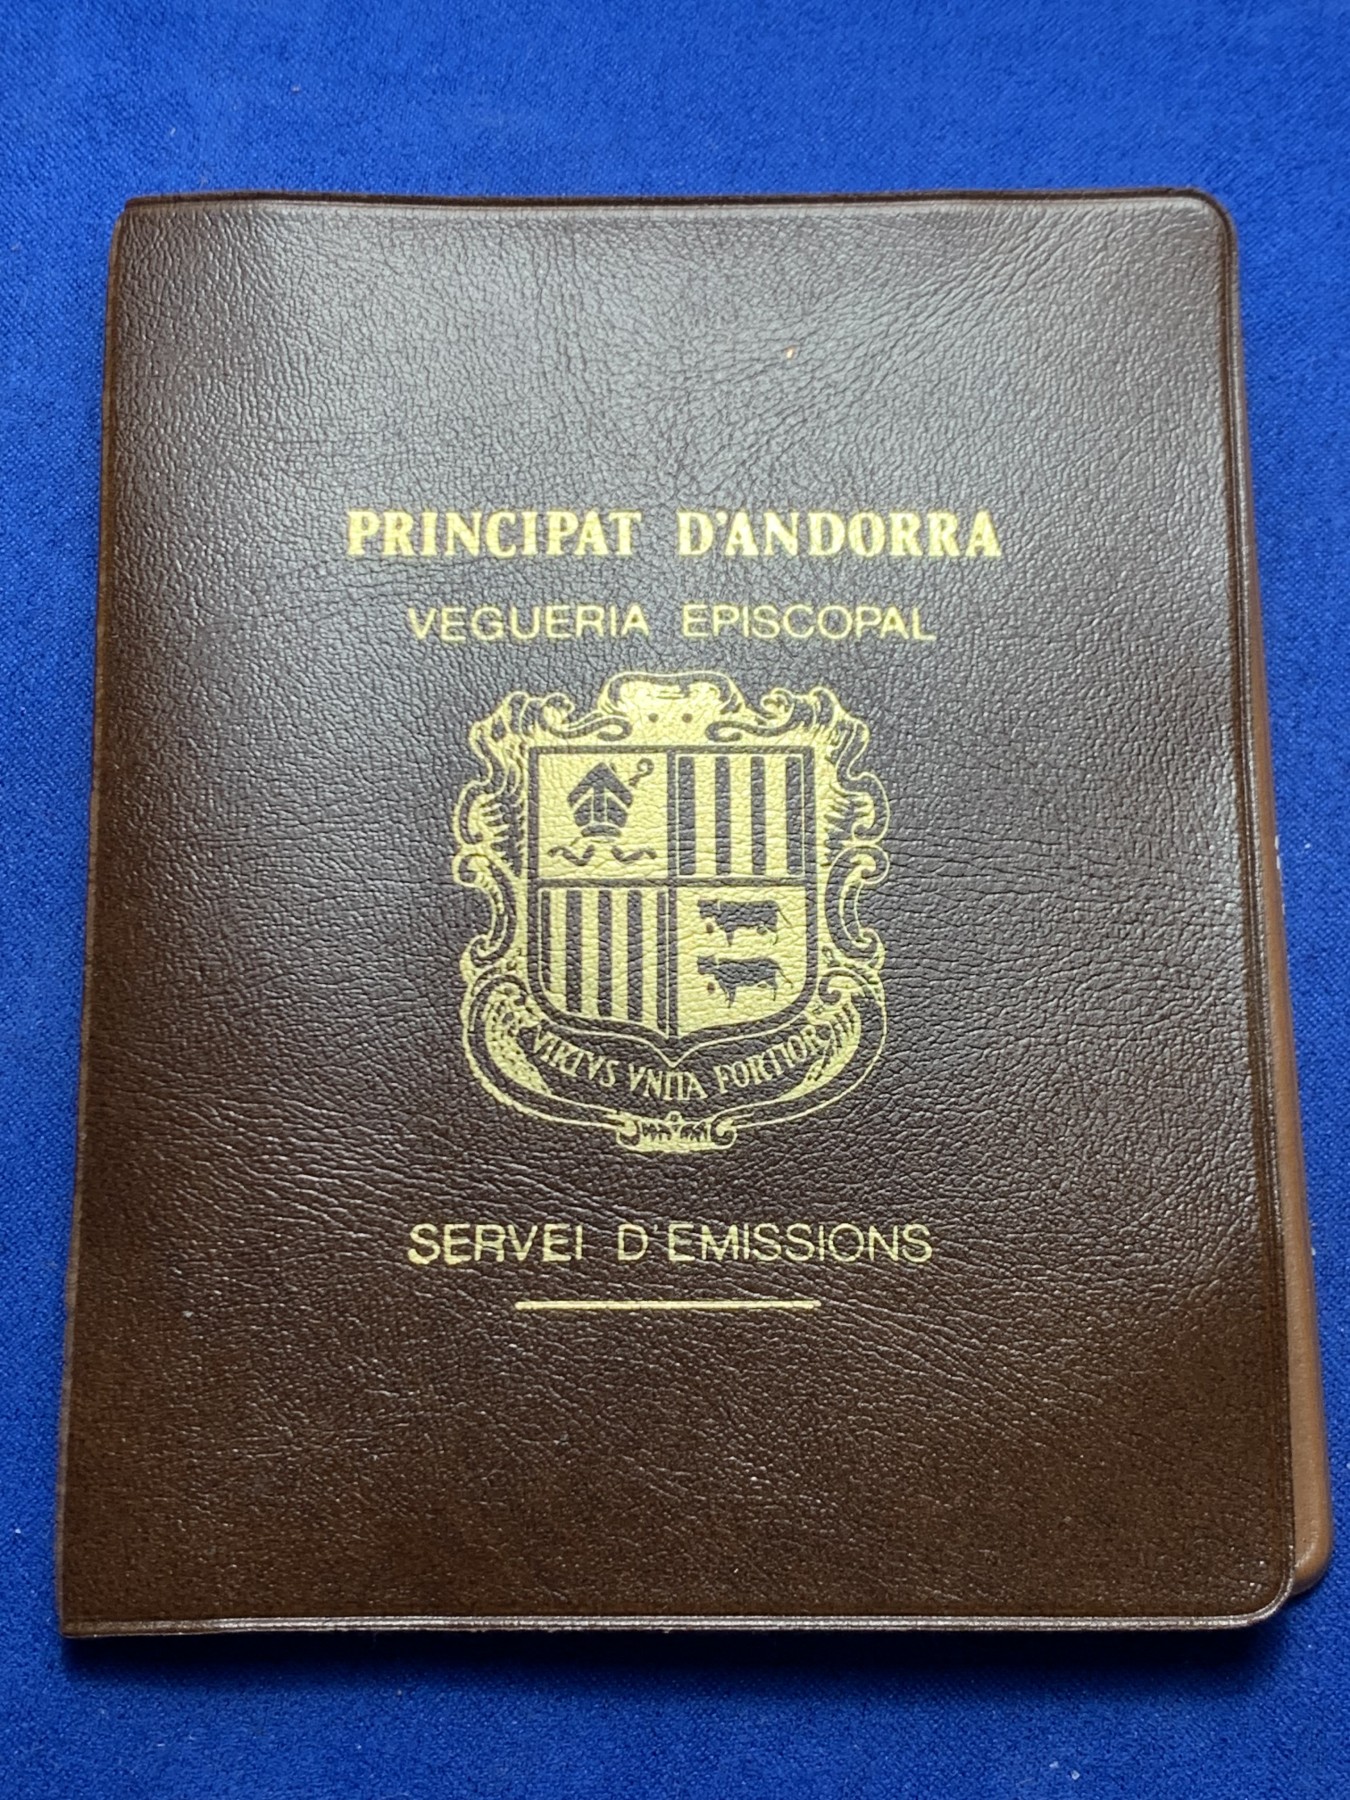 PRINCIPAT D'ANDORRA
VEGUERIA EPISCOPAL
VIRTVS VNITA FORTIOR
SERVEI D'EMISSIONS